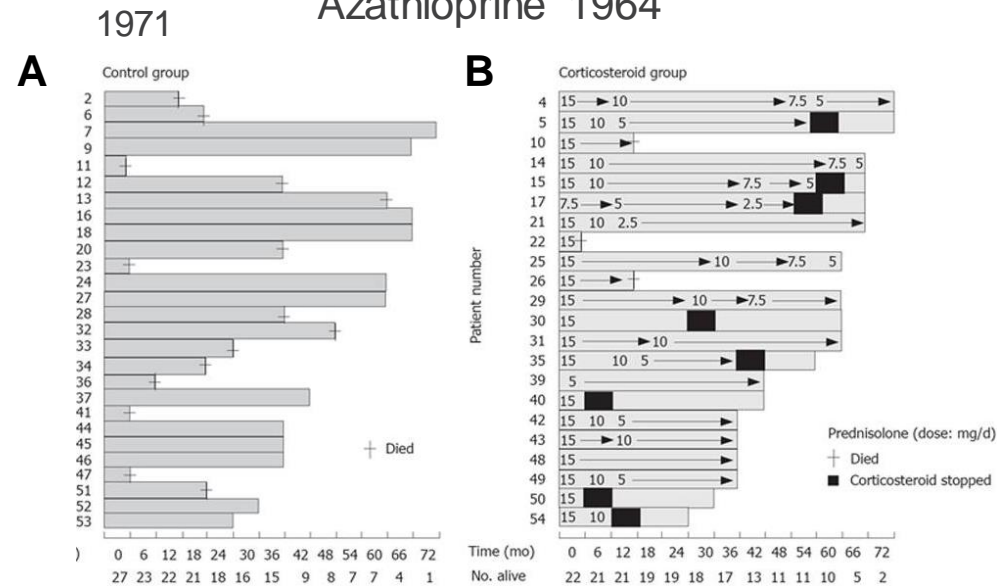 Azathioprine 1964
1971
A
Control group
2
6
7
9
11
12
13
16
18
20
23
24
27
28
32
33
34
36
37
41
44
45
46
47
51
52
53
Died
) 0 6 12 18 24 30 36 42 48 54 60 66 72
27 23 22 21 18 16 15 9 8 7 7 4 1
B
Corticosteroid group
Patient number
4 15 10 7.5 5
5 15 10 5
10 15
14 15 10 7.5 5
15 15 10 7.5 5
17 7.5 5 2.5
21 15 10 2.5
22 15
25 15 10 7.5 5
26 15
29 15 10 7.5
30 15
31 15 10
35 15 10 5
39 5
40 15
42 15 10 5
43 15 10
48 15
49 15 10 5
50 15
54 15 10
Prednisolone (dose: mg/d)
Died
Corticosteroid stopped
Time (mo) 0 6 12 18 24 30 36 42 48 54 60 66 72
No. alive 22 21 21 19 19 18 17 13 11 11 10 5 2